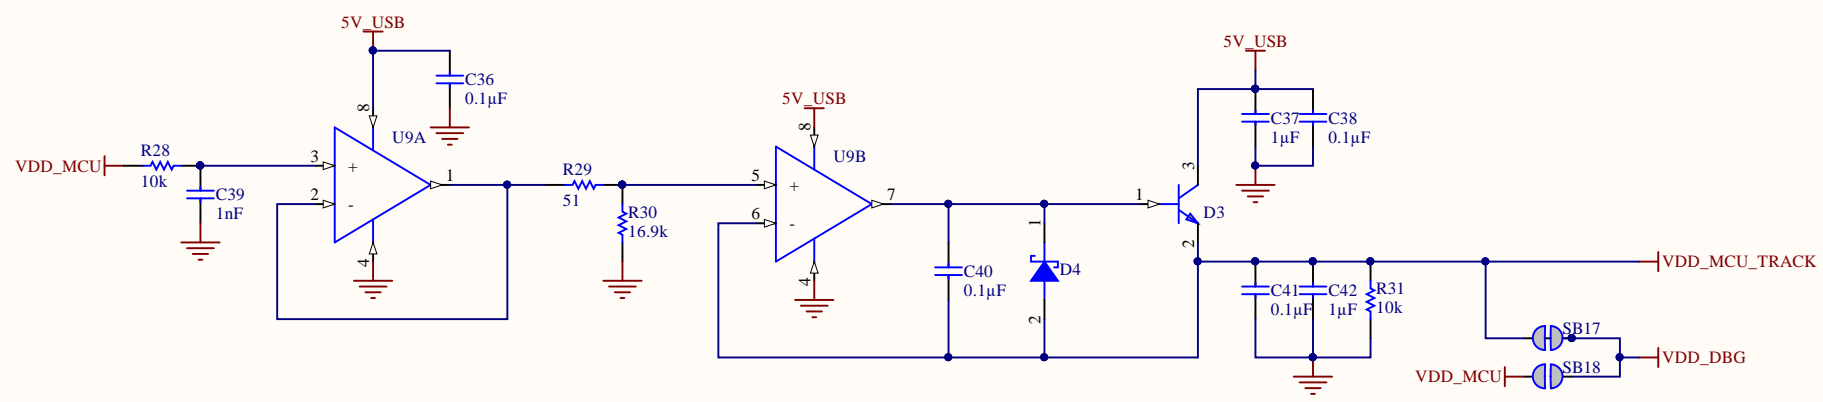 5V_USB
C36
0.1µF
8
U9A
VDD_MCU
R28
10k
C39
1nF
3
+
2
-
1
4
R29
51
R30
16.9k
5V_USB
8
U9B
5
+
6
-
7
4
C40
0.1µF
1
D4
2
5V_USB
C37
1µF
C38
0.1µF
3
1
D3
2
VDD_MCU_TRACK
C41
0.1µF
C42
1µF
R31
10k
SB17
VDD_DBG
VDD_MCU
SB18